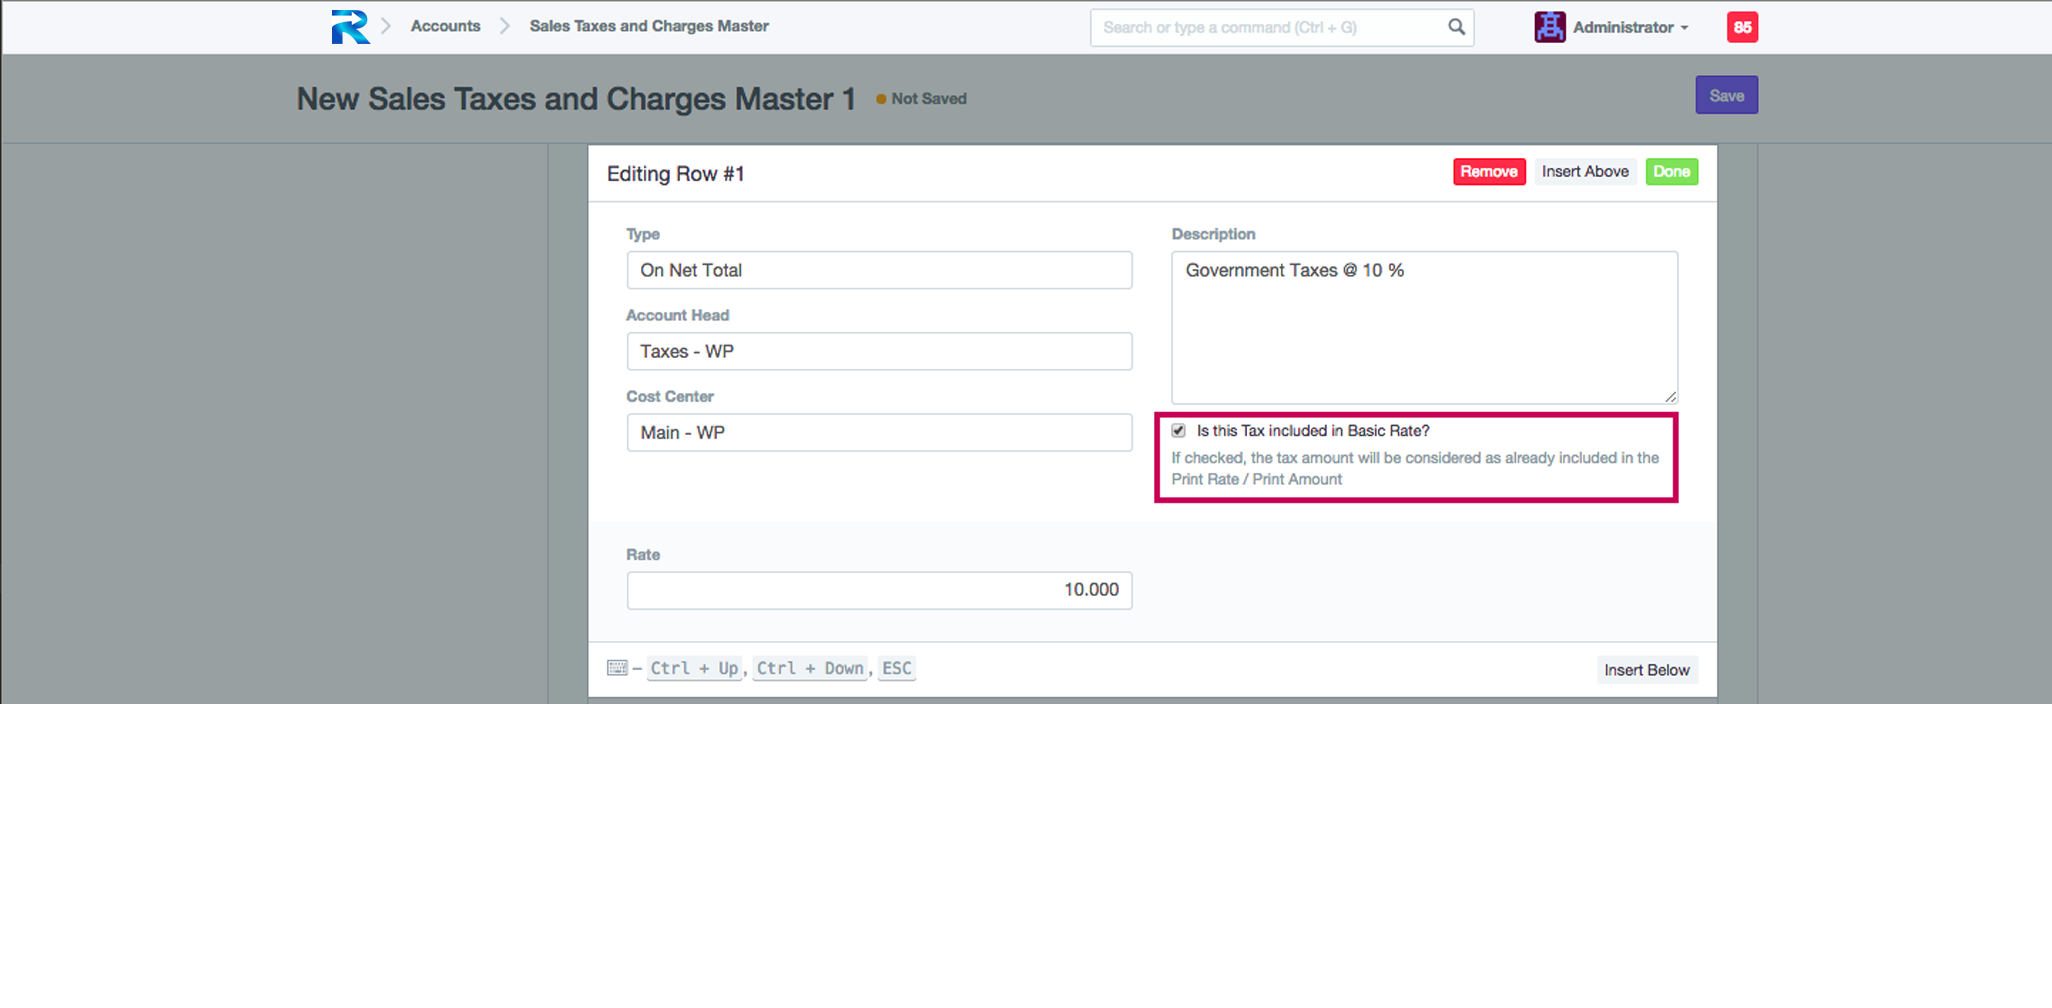 Accounts
Sales Taxes and Charges Master
Search or type a command (Ctrl + G)
Administrator
85
New Sales Taxes and Charges Master 1
Not Saved
Save
Editing Row #1
Remove
Insert Above
Done
Type
On Net Total
Account Head
Taxes - WP
Cost Center
Main - WP
Description
Government Taxes @ 10 %
Is this Tax included in Basic Rate?
If checked, the tax amount will be considered as already included in the
Print Rate / Print Amount
Rate
10.000
– Ctrl + Up, Ctrl + Down, ESC
Insert Below